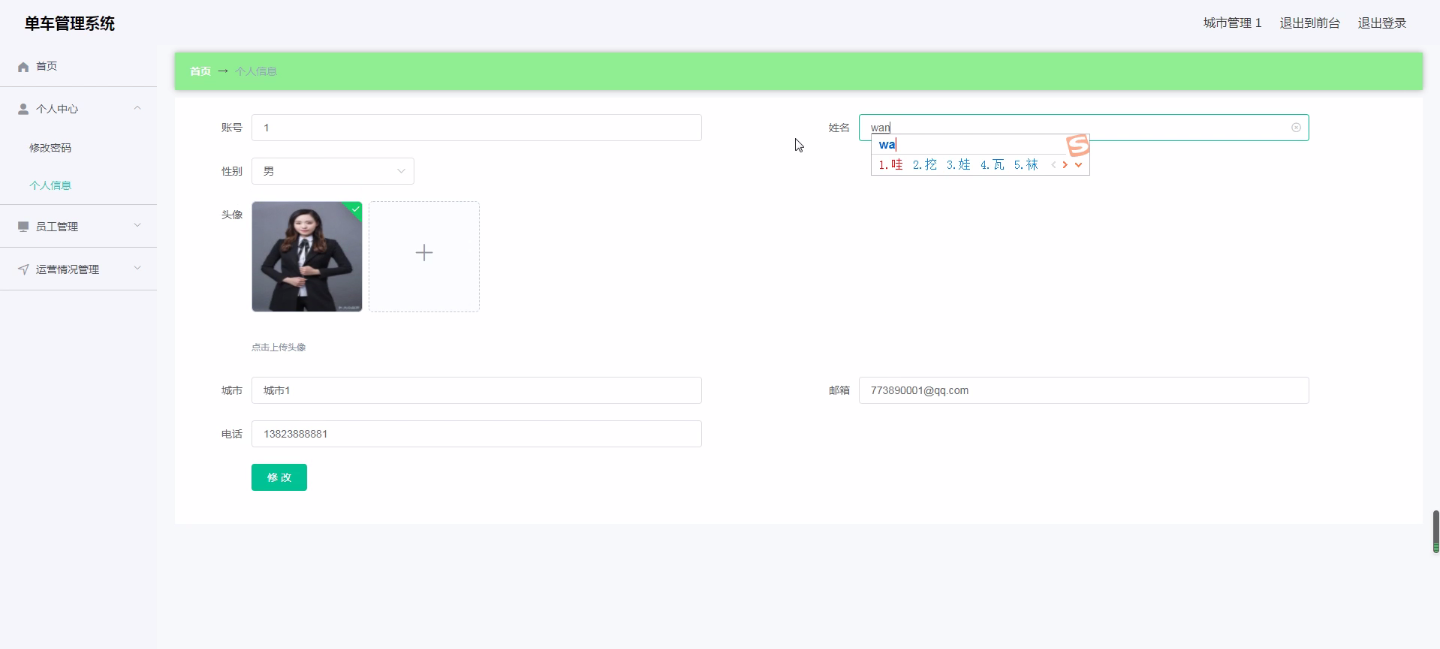 单车管理系统
城市管理 1 退出到前台 退出登录
首页
个人中心
修改密码
个人信息
员工管理
运营情况管理
首页 → 个人信息
账号 1
姓名 wan
wa
1.哇 2.挖 3.娃 4.瓦 5.袜
性别 男
头像
点击上传头像
城市 城市1
邮箱 773890001@qq.com
电话 13823888881
修 改